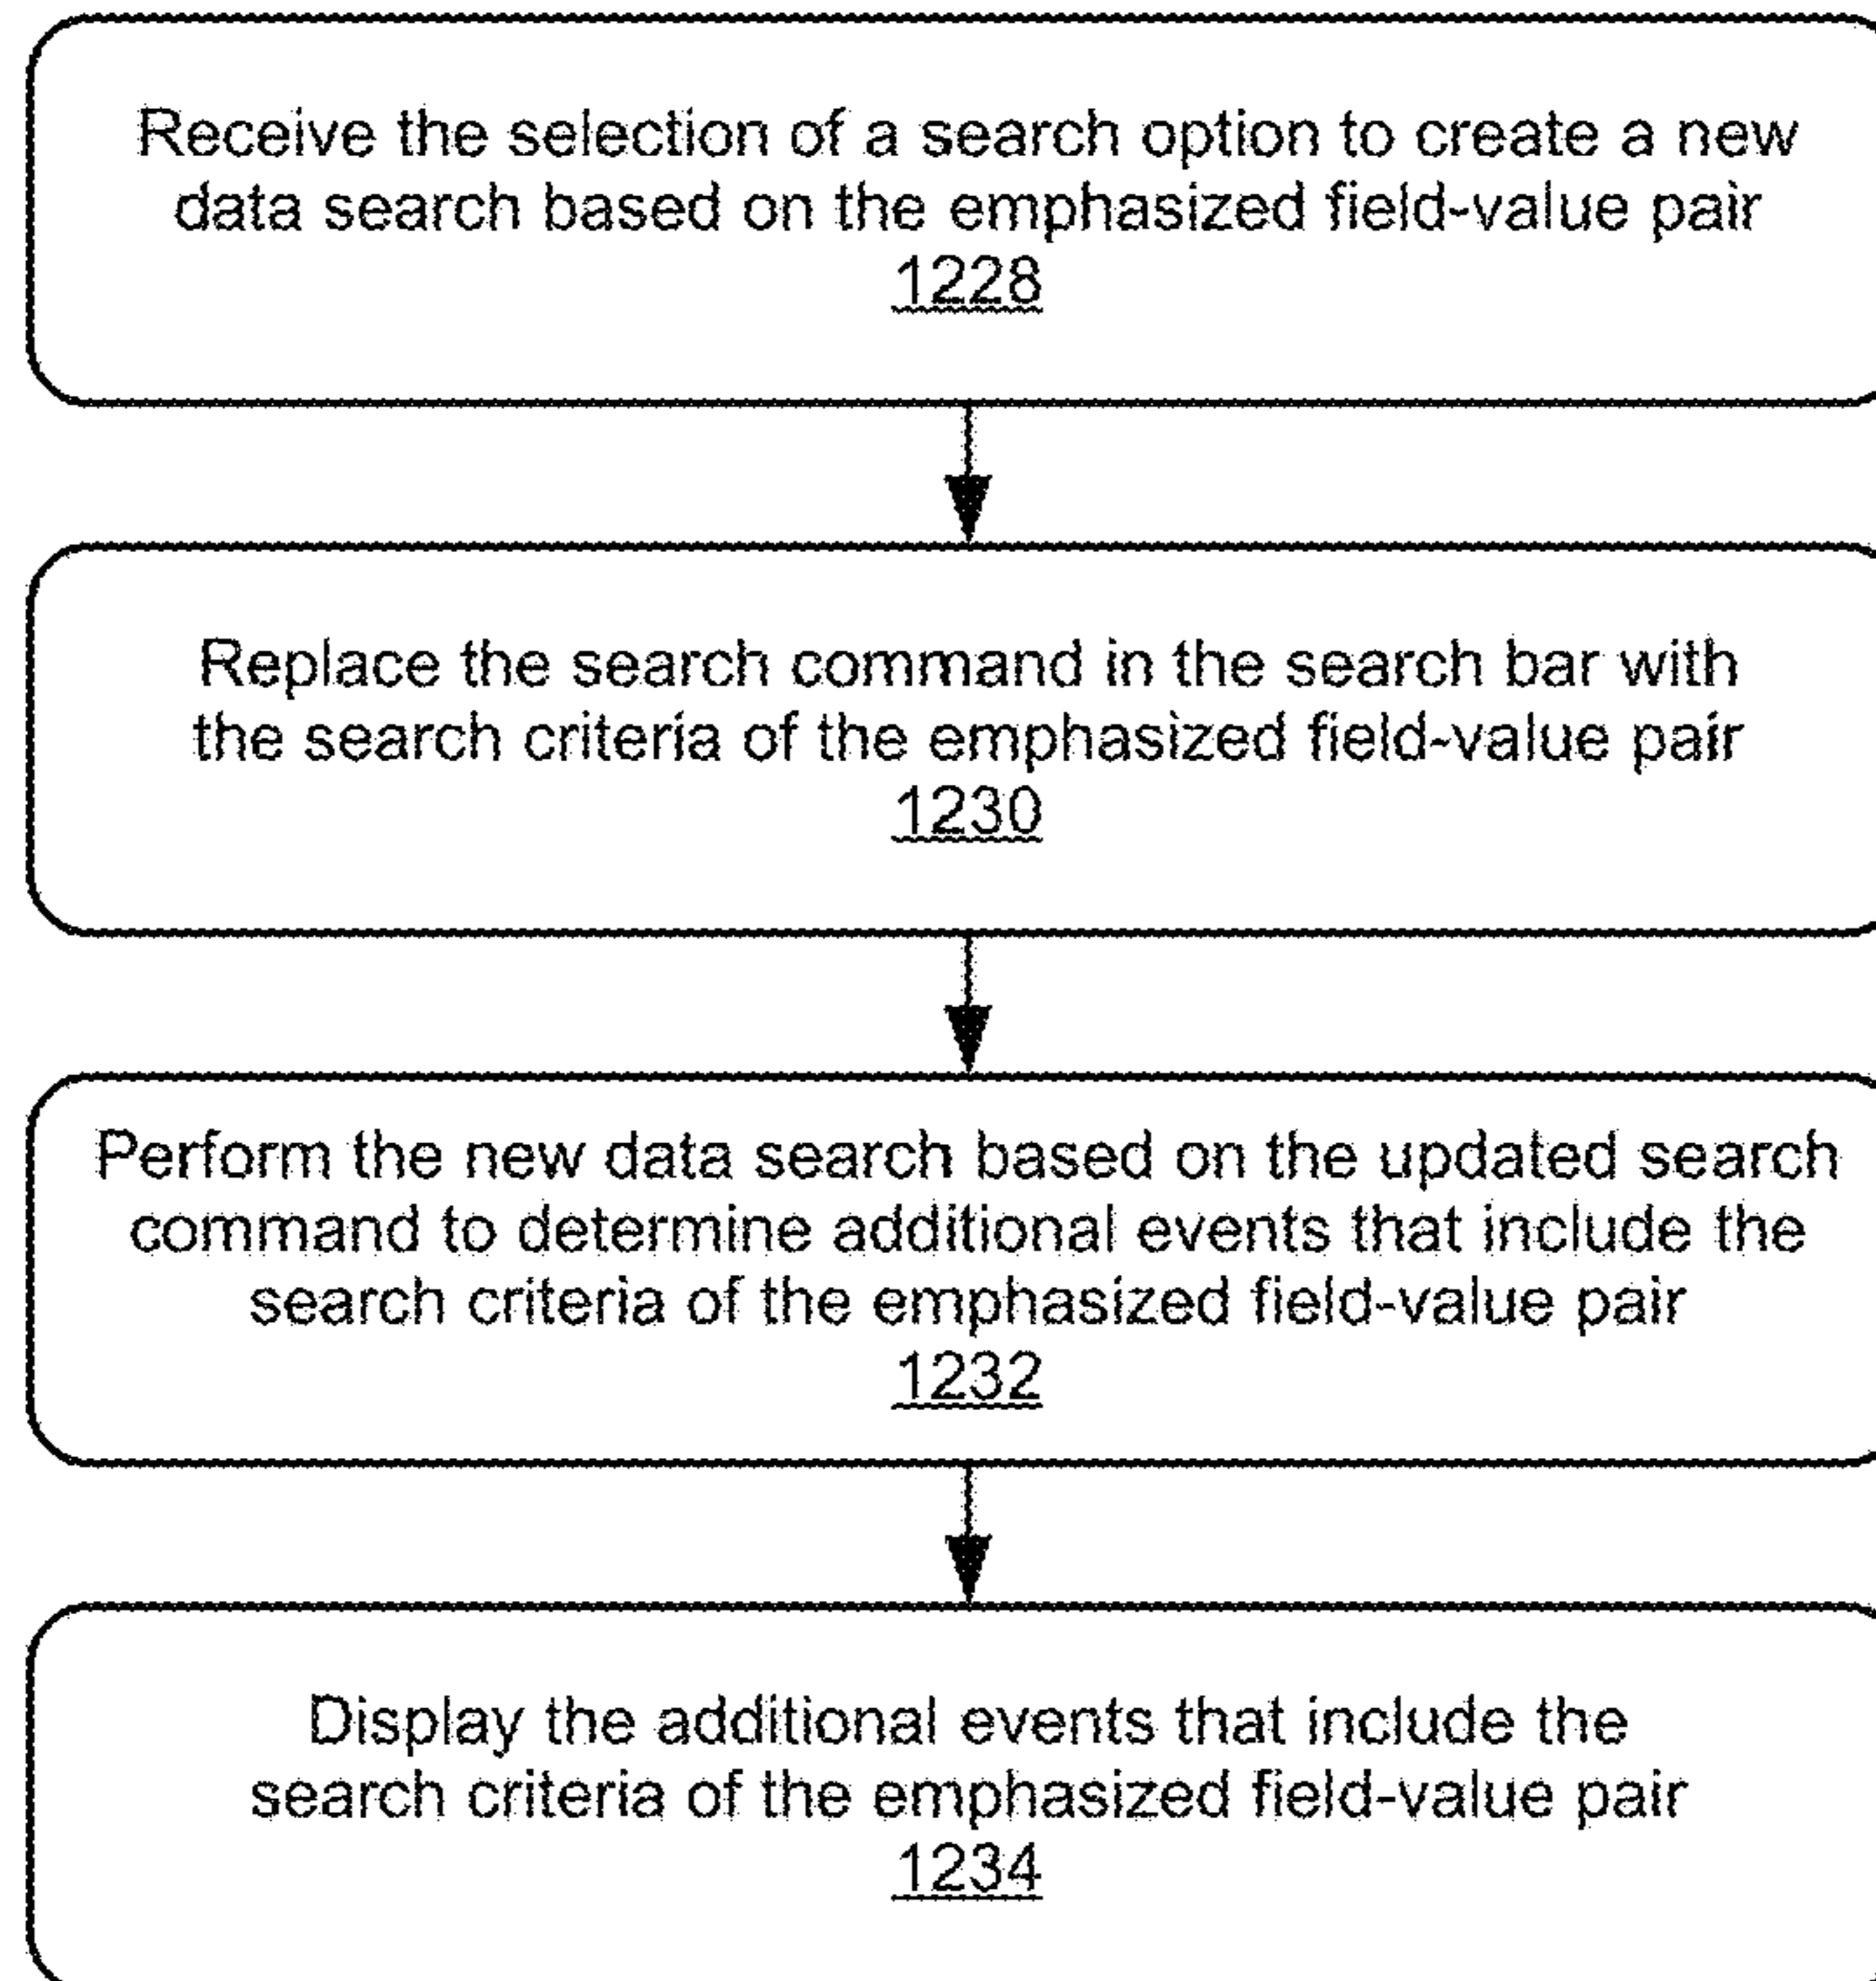 Receive the selection of a search option to create a new
data search based on the emphasized field-value pair
1228
Replace the search command in the search bar with
the search criteria of the emphasized field-value pair
1230
Perform the new data search based on the updated search
command to determine additional events that include the
search criteria of the emphasized field-value pair
1232
Display the additional events that include the
search criteria of the emphasized field-value pair
1234